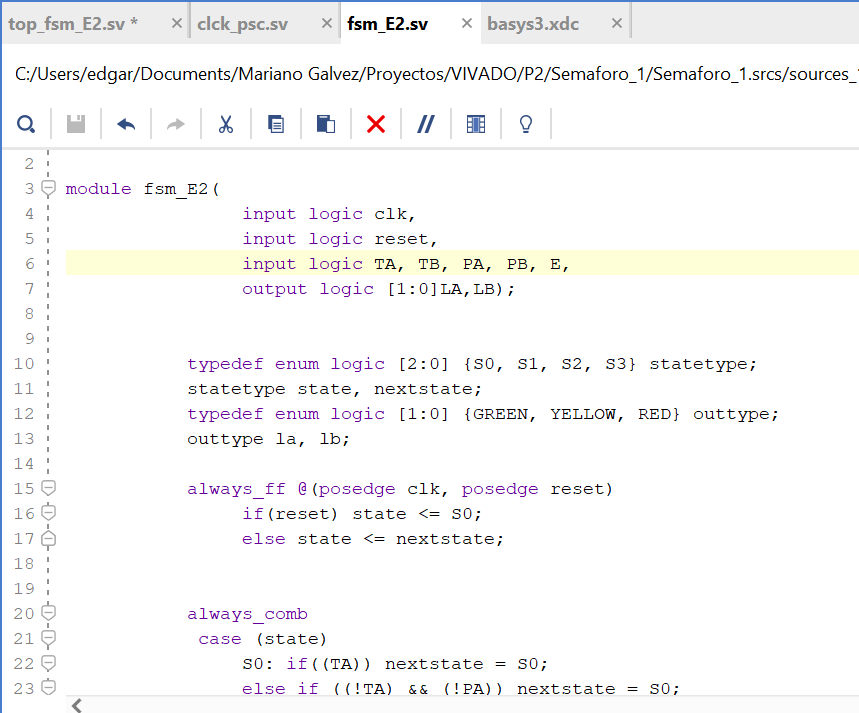 top_fsm_E2.sv * × clck_psc.sv × fsm_E2.sv × basys3.xdc ×
C:/Users/edgar/Documents/Mariano Galvez/Proyectos/VIVADO/P2/Semaforo_1/Semaforo_1.srcs/sources_
2
3 module fsm_E2(
4 input logic clk,
5 input logic reset,
6 input logic TA, TB, PA, PB, E,
7 output logic [1:0]LA,LB);
8
9
10 typedef enum logic [2:0] {S0, S1, S2, S3} statetype;
11 statetype state, nextstate;
12 typedef enum logic [1:0] {GREEN, YELLOW, RED} outtype;
13 outtype la, lb;
14
15 always_ff @(posedge clk, posedge reset)
16 if(reset) state <= S0;
17 else state <= nextstate;
18
19
20 always_comb
21 case (state)
22 S0: if((TA)) nextstate = S0;
23 else if ((!TA) && (!PA)) nextstate = S0;